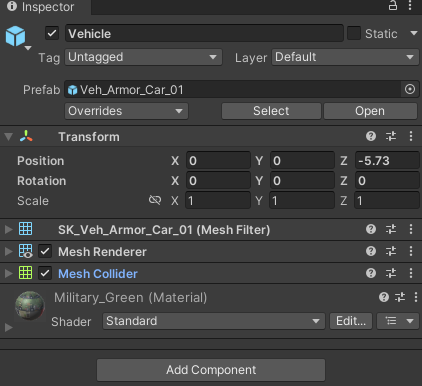 Inspector
Vehicle Static
Tag Untagged Layer Default
Prefab Veh_Armor_Car_01
Overrides Select Open
Transform
Position X 0 Y 0 Z -5.73
Rotation X 0 Y 0 Z 0
Scale X 1 Y 1 Z 1
SK_Veh_Armor_Car_01 (Mesh Filter)
Mesh Renderer
Mesh Collider
Military_Green (Material)
Shader Standard Edit...
Add Component